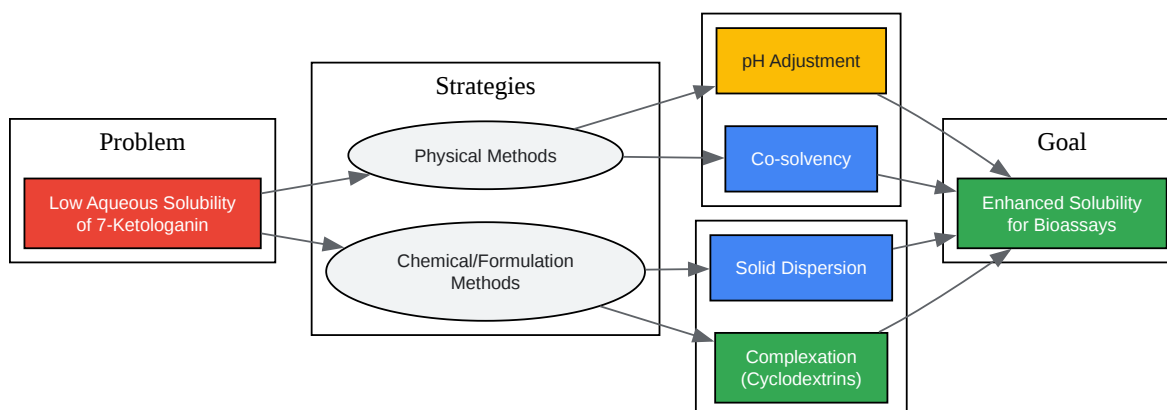 Problem
Low Aqueous Solubility
of 7-Ketologanin
Strategies
Physical Methods
Chemical/Formulation
Methods
pH Adjustment
Co-solvency
Solid Dispersion
Complexation
(Cyclodextrins)
Goal
Enhanced Solubility
for Bioassays